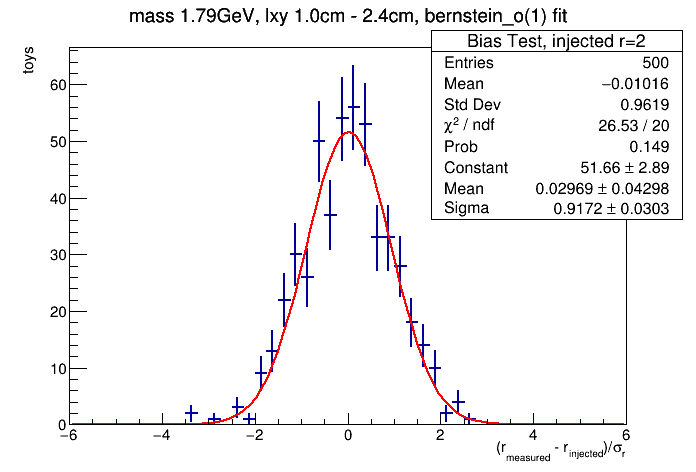 mass 1.79GeV, lxy 1.0cm - 2.4cm, bernstein_o(1) fit
toys
Bias Test, injected r=2
Entries 500
Mean −0.01016
Std Dev 0.9619
χ² / ndf 26.53 / 20
Prob 0.149
Constant 51.66 ± 2.89
Mean 0.02969 ± 0.04298
Sigma 0.9172 ± 0.0303
60
50
40
30
20
10
0
−6 −4 −2 0 2 4 6
(r_measured - r_injected)/σ_r